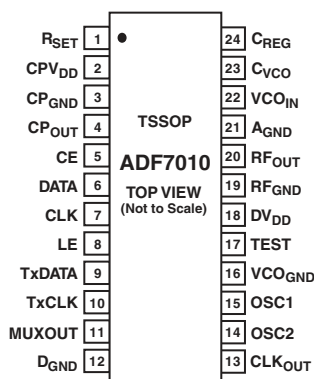 RSET 1 24 CREG
CPVDD 2 23 CVCO
CPGND 3 22 VCOIN
CPOUT 4 TSSOP 21 AGND
CE 5 ADF7010 20 RFOUT
DATA 6 TOP VIEW 19 RFGND
CLK 7 (Not to Scale) 18 DVDD
LE 8 17 TEST
TxDATA 9 16 VCOGND
TxCLK 10 15 OSC1
MUXOUT 11 14 OSC2
DGND 12 13 CLKOUT